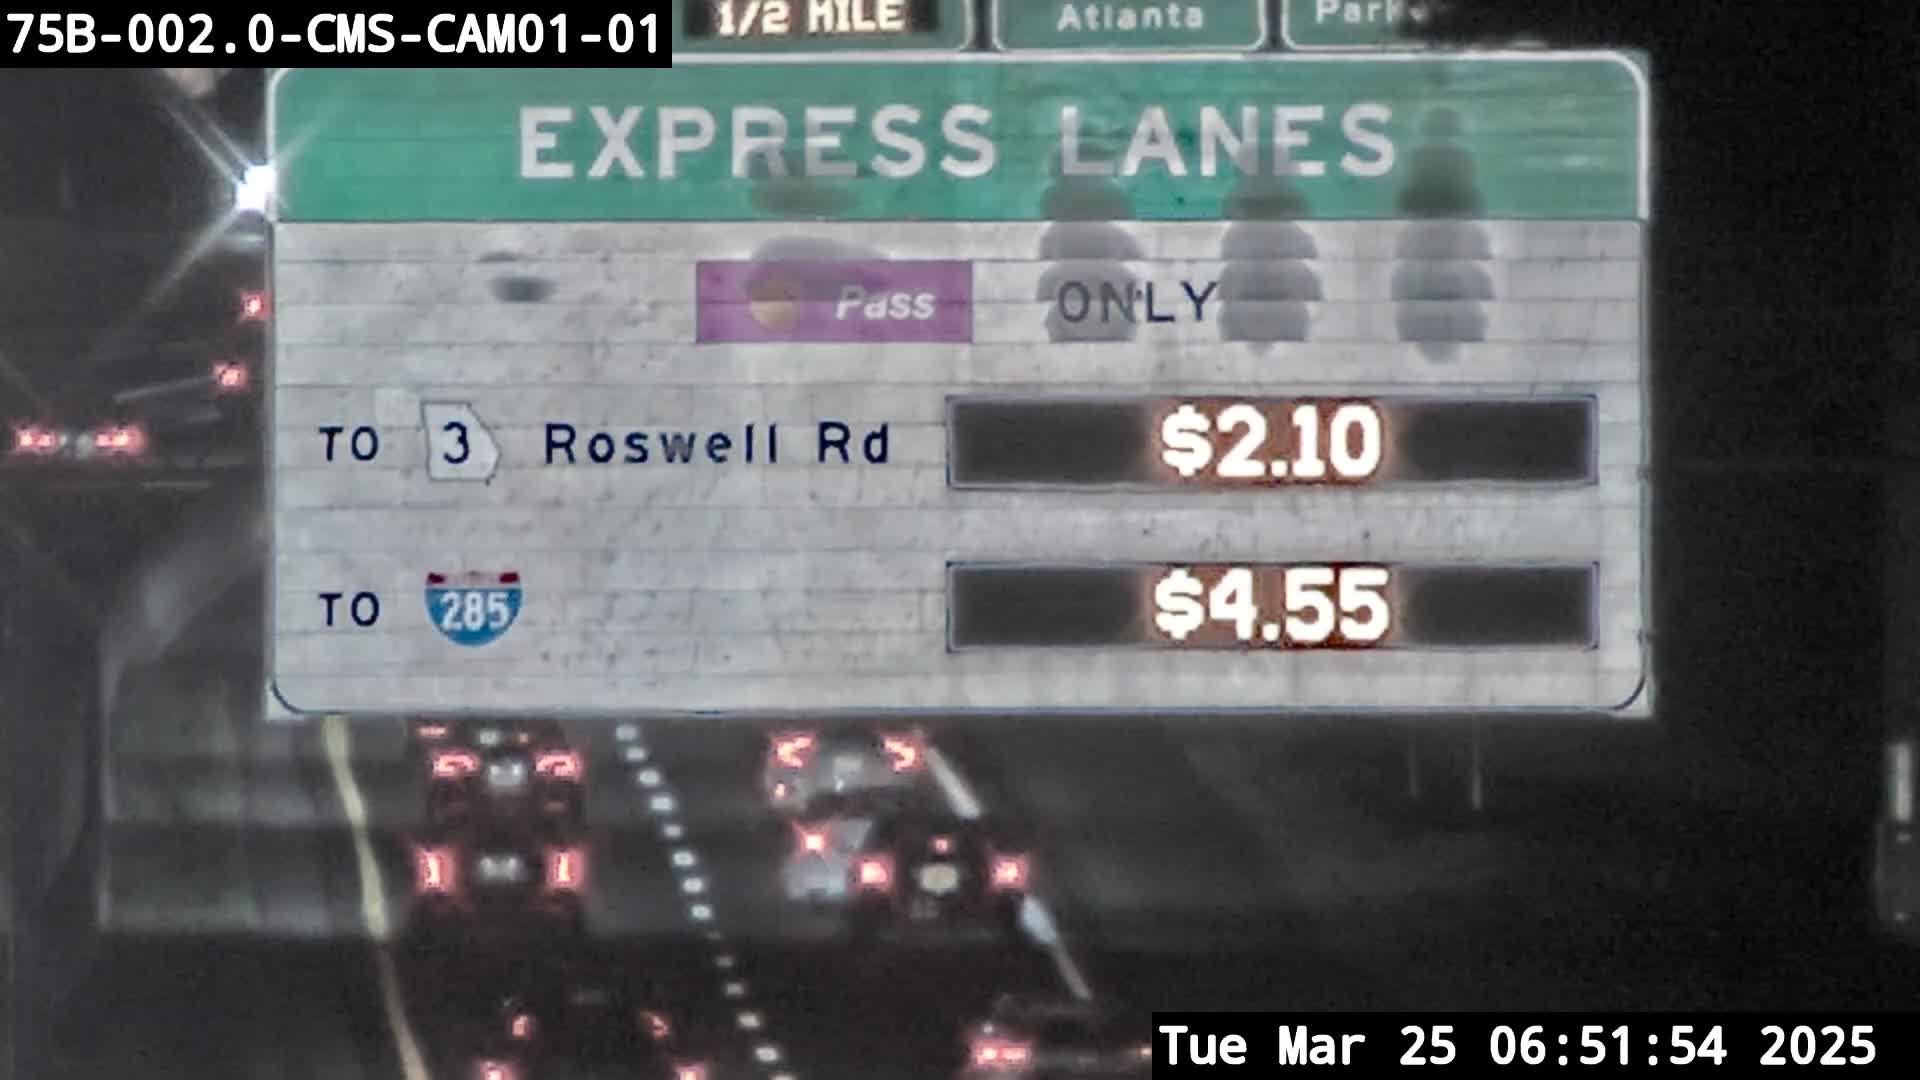 75B-002.0-CMS-CAM01-01
1/2 MILE
Atlanta
EXPRESS LANES
Pass ONLY
TO 3 Roswell Rd $2.10
TO 285 $4.55
Tue Mar 25 06:51:54 2025